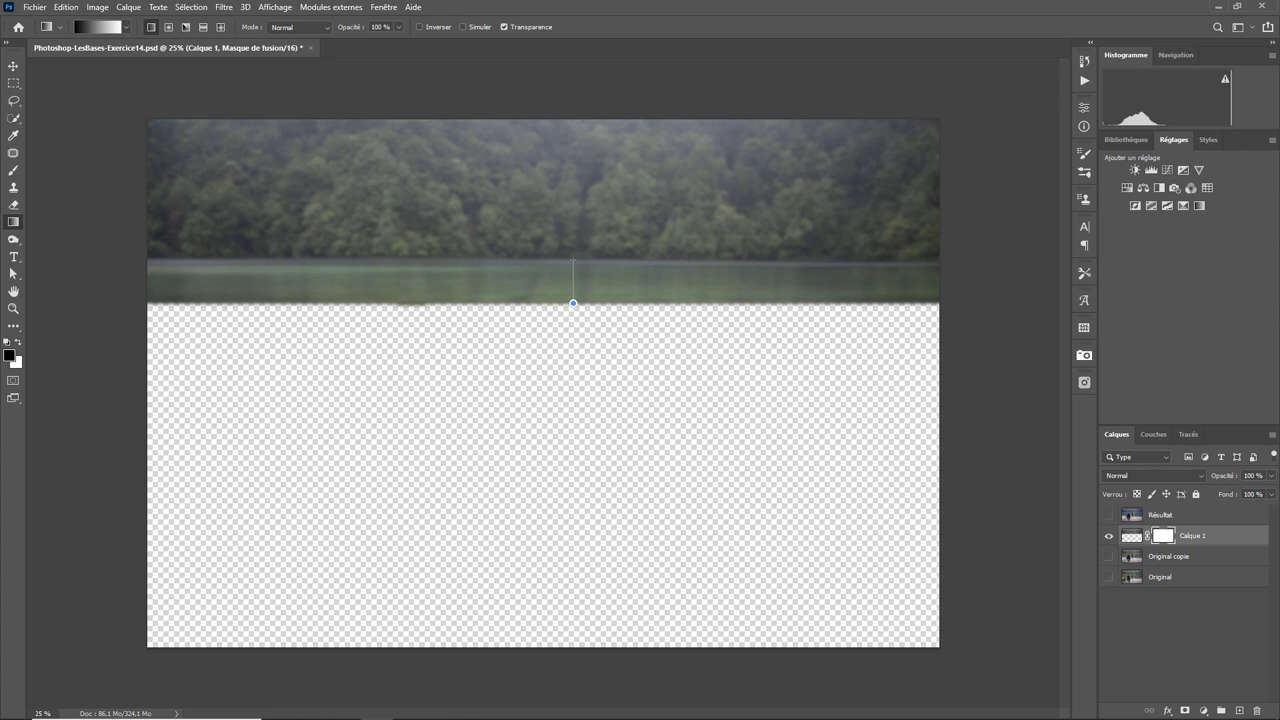 Ps Fichier Edition Image Calque Texte Sélection Filtre 3D Affichage Modules externes Fenêtre Aide
Mode : Normal Opacité : 100 % Inverser Simuler Transparence
Photoshop-LesBases-Exercice14.psd @ 25% (Calque 1, Masque de fusion/16) * ×
Histogramme Navigation
Bibliothèques Réglages Styles
Ajouter un réglage
Calques Couches Tracés
Type
Normal Opacité : 100 %
Verrou : Fond : 100 %
Résultat
Calque 1
Original copie
Original
25 % Doc : 86,1 Mo/324,1 Mo